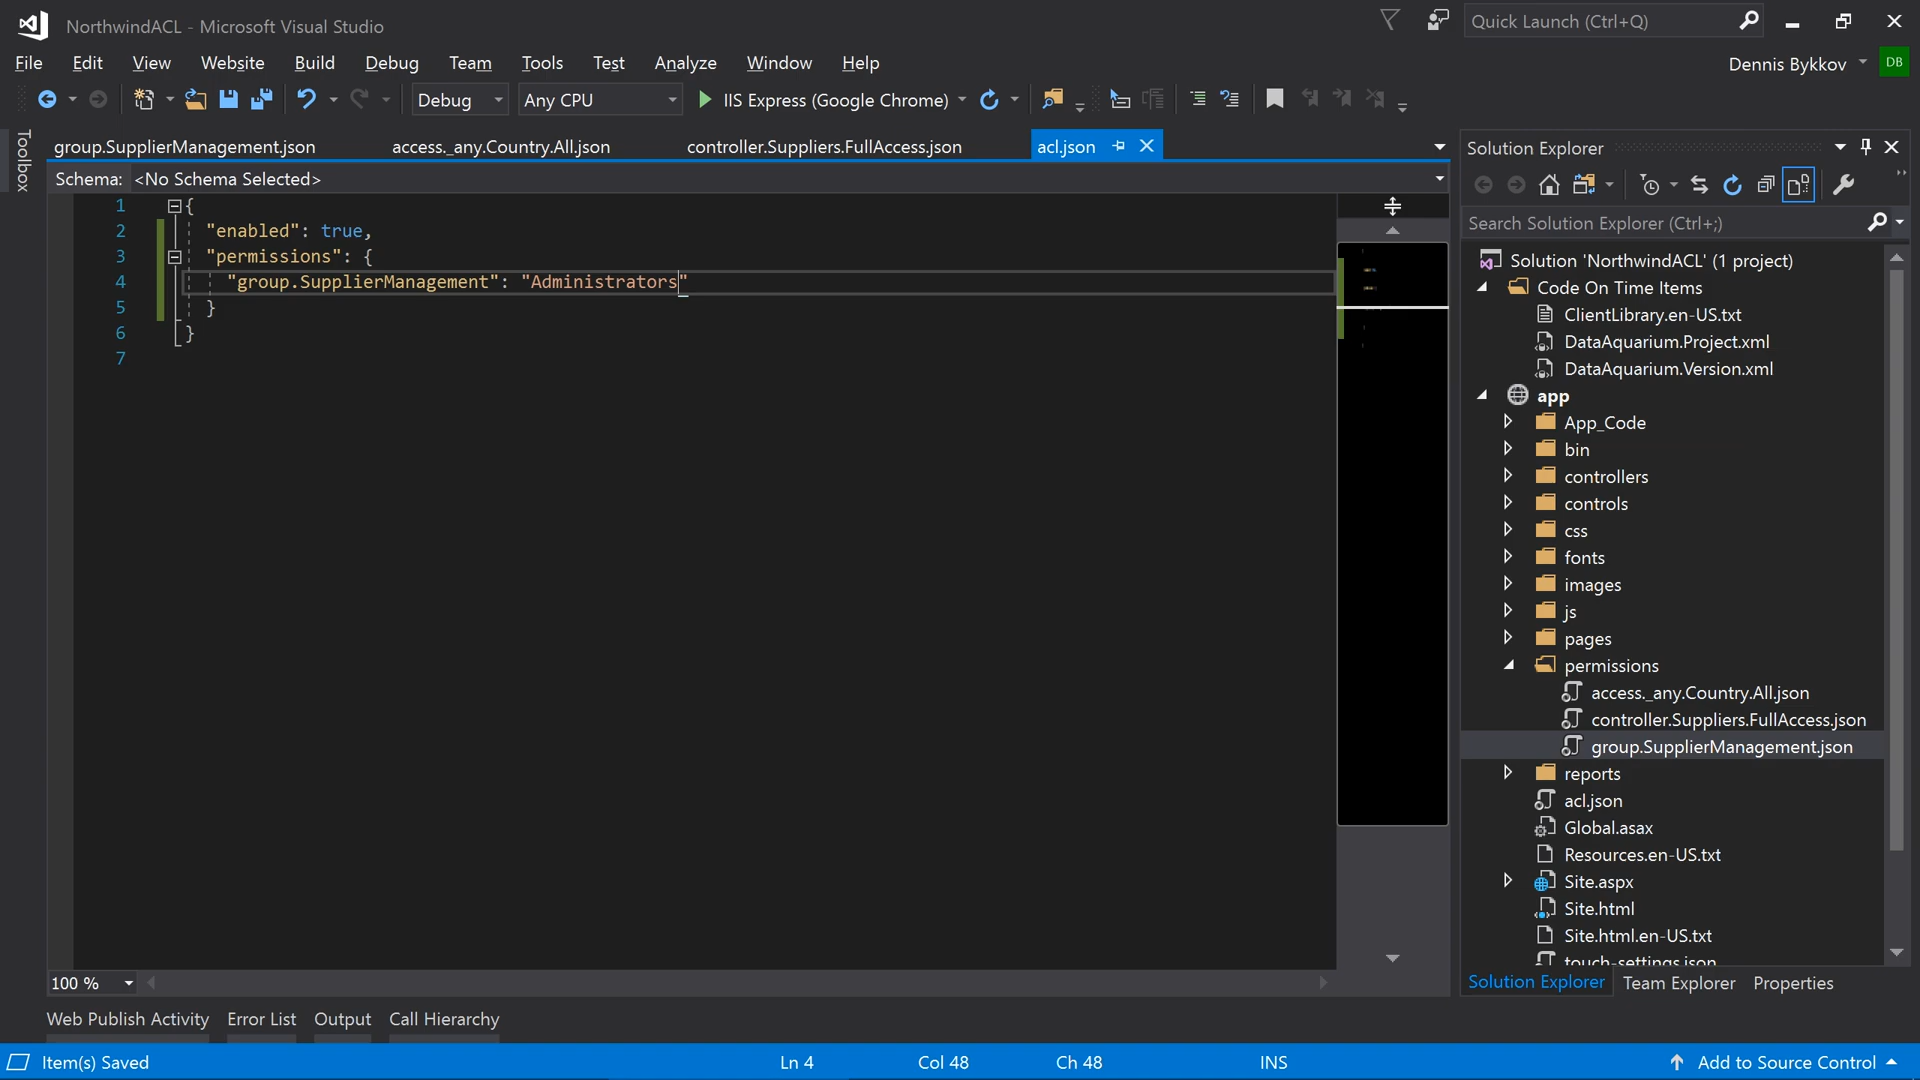 NorthwindACL - Microsoft Visual Studio
Quick Launch (Ctrl+Q)
File Edit View Website Build Debug Team Tools Test Analyze Window Help
Dennis Bykkov DB
Debug Any CPU IIS Express (Google Chrome)
Toolbox
group.SupplierManagement.json access._any.Country.All.json controller.Suppliers.FullAccess.json acl.json
Schema: <No Schema Selected>
1 {
2 "enabled": true,
3 "permissions": {
4 "group.SupplierManagement": "Administrators"
5 }
6 }
7
100 %
Solution Explorer
Search Solution Explorer (Ctrl+;)
Solution 'NorthwindACL' (1 project)
Code On Time Items
ClientLibrary.en-US.txt
DataAquarium.Project.xml
DataAquarium.Version.xml
app
App_Code
bin
controllers
controls
css
fonts
images
js
pages
permissions
access._any.Country.All.json
controller.Suppliers.FullAccess.json
group.SupplierManagement.json
reports
acl.json
Global.asax
Resources.en-US.txt
Site.aspx
Site.html
Site.html.en-US.txt
touch-settings.json
Solution Explorer Team Explorer Properties
Web Publish Activity Error List Output Call Hierarchy
Item(s) Saved Ln 4 Col 48 Ch 48 INS Add to Source Control